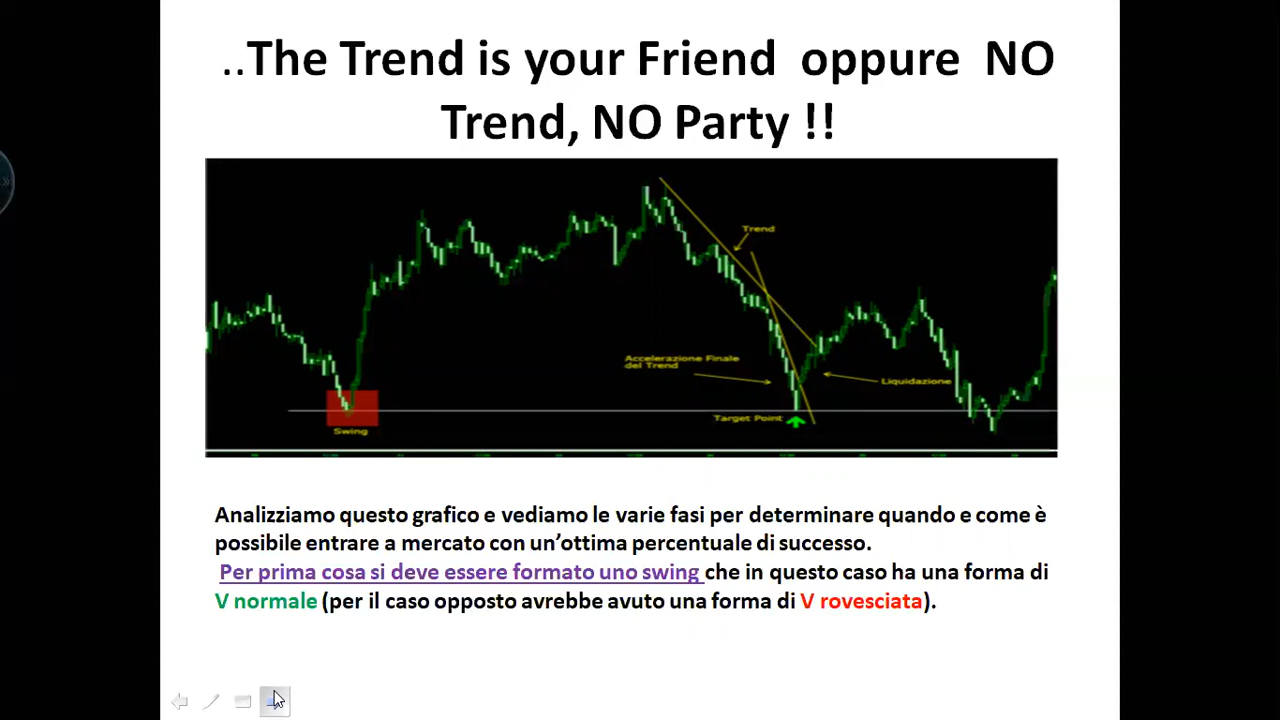 ..The Trend is your Friend oppure NO
Trend, NO Party !!
Trend
Accelerazione Finale
del Trend
Liquidazione
Target Point
Swing
Analizziamo questo grafico e vediamo le varie fasi per determinare quando e come è
possibile entrare a mercato con un’ottima percentuale di successo.
Per prima cosa si deve essere formato uno swing che in questo caso ha una forma di
V normale (per il caso opposto avrebbe avuto una forma di V rovesciata).